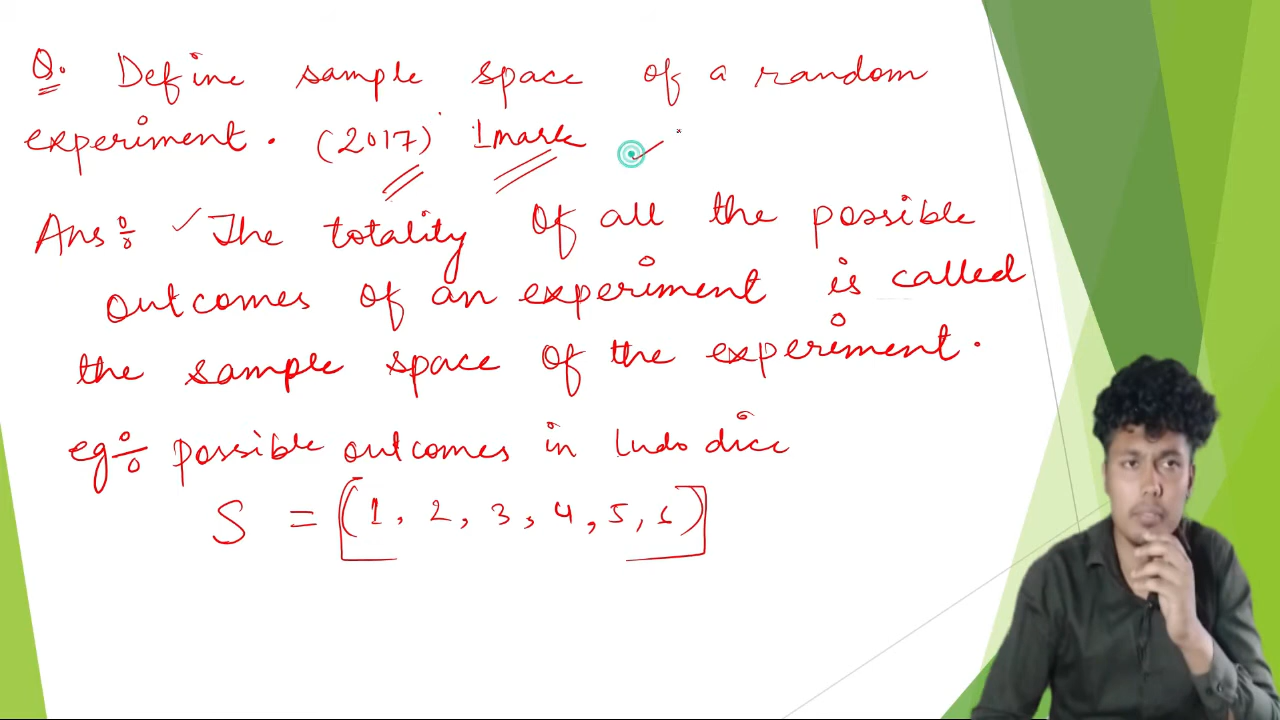 Q. Define sample space of a random
experiment. (2017) 1 mark
Ans: The totality of all the possible
outcomes of an experiment is called
the sample space of the experiment.
eg: possible outcomes in ludo dice
S = (1, 2, 3, 4, 5, 6)